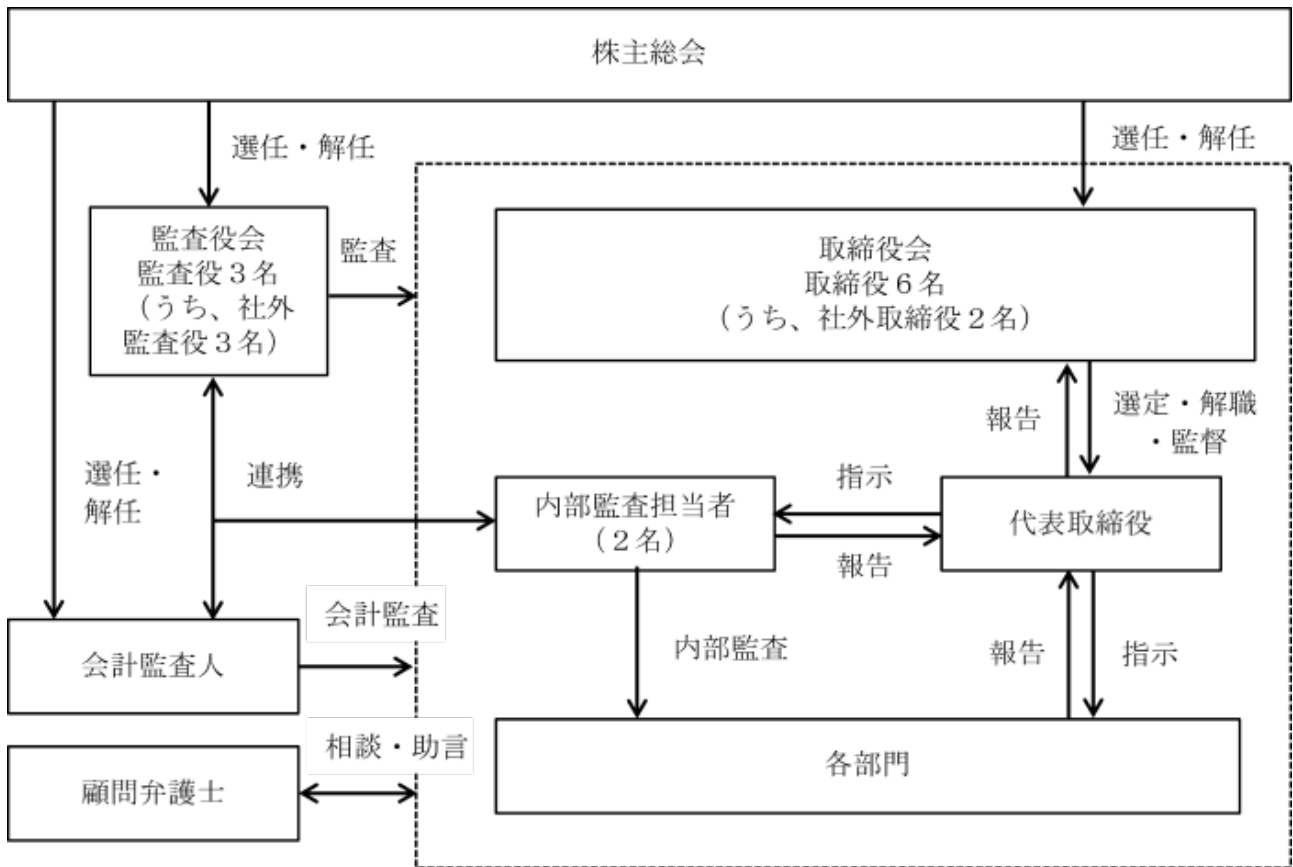 株主総会
選任・解任
選任・解任
監査役会
監査役３名
（うち、社外
監査役３名）
監査
取締役会
取締役６名
（うち、社外取締役２名）
報告
選定・解職
・監督
選任・
解任
連携
内部監査担当者
（２名）
指示
報告
代表取締役
会計監査人
会計監査
内部監査
報告
指示
顧問弁護士
相談・助言
各部門